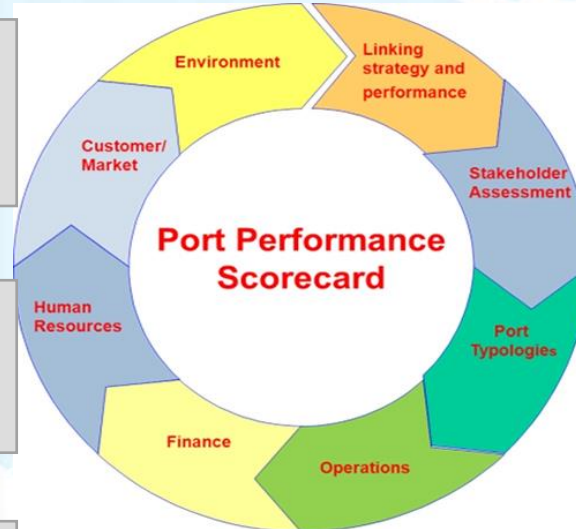 Environment
Linking
strategy and
performance
Customer/
Market
Stakeholder
Assessment
Port Performance
Scorecard
Human
Resources
Port
Typologies
Finance
Operations